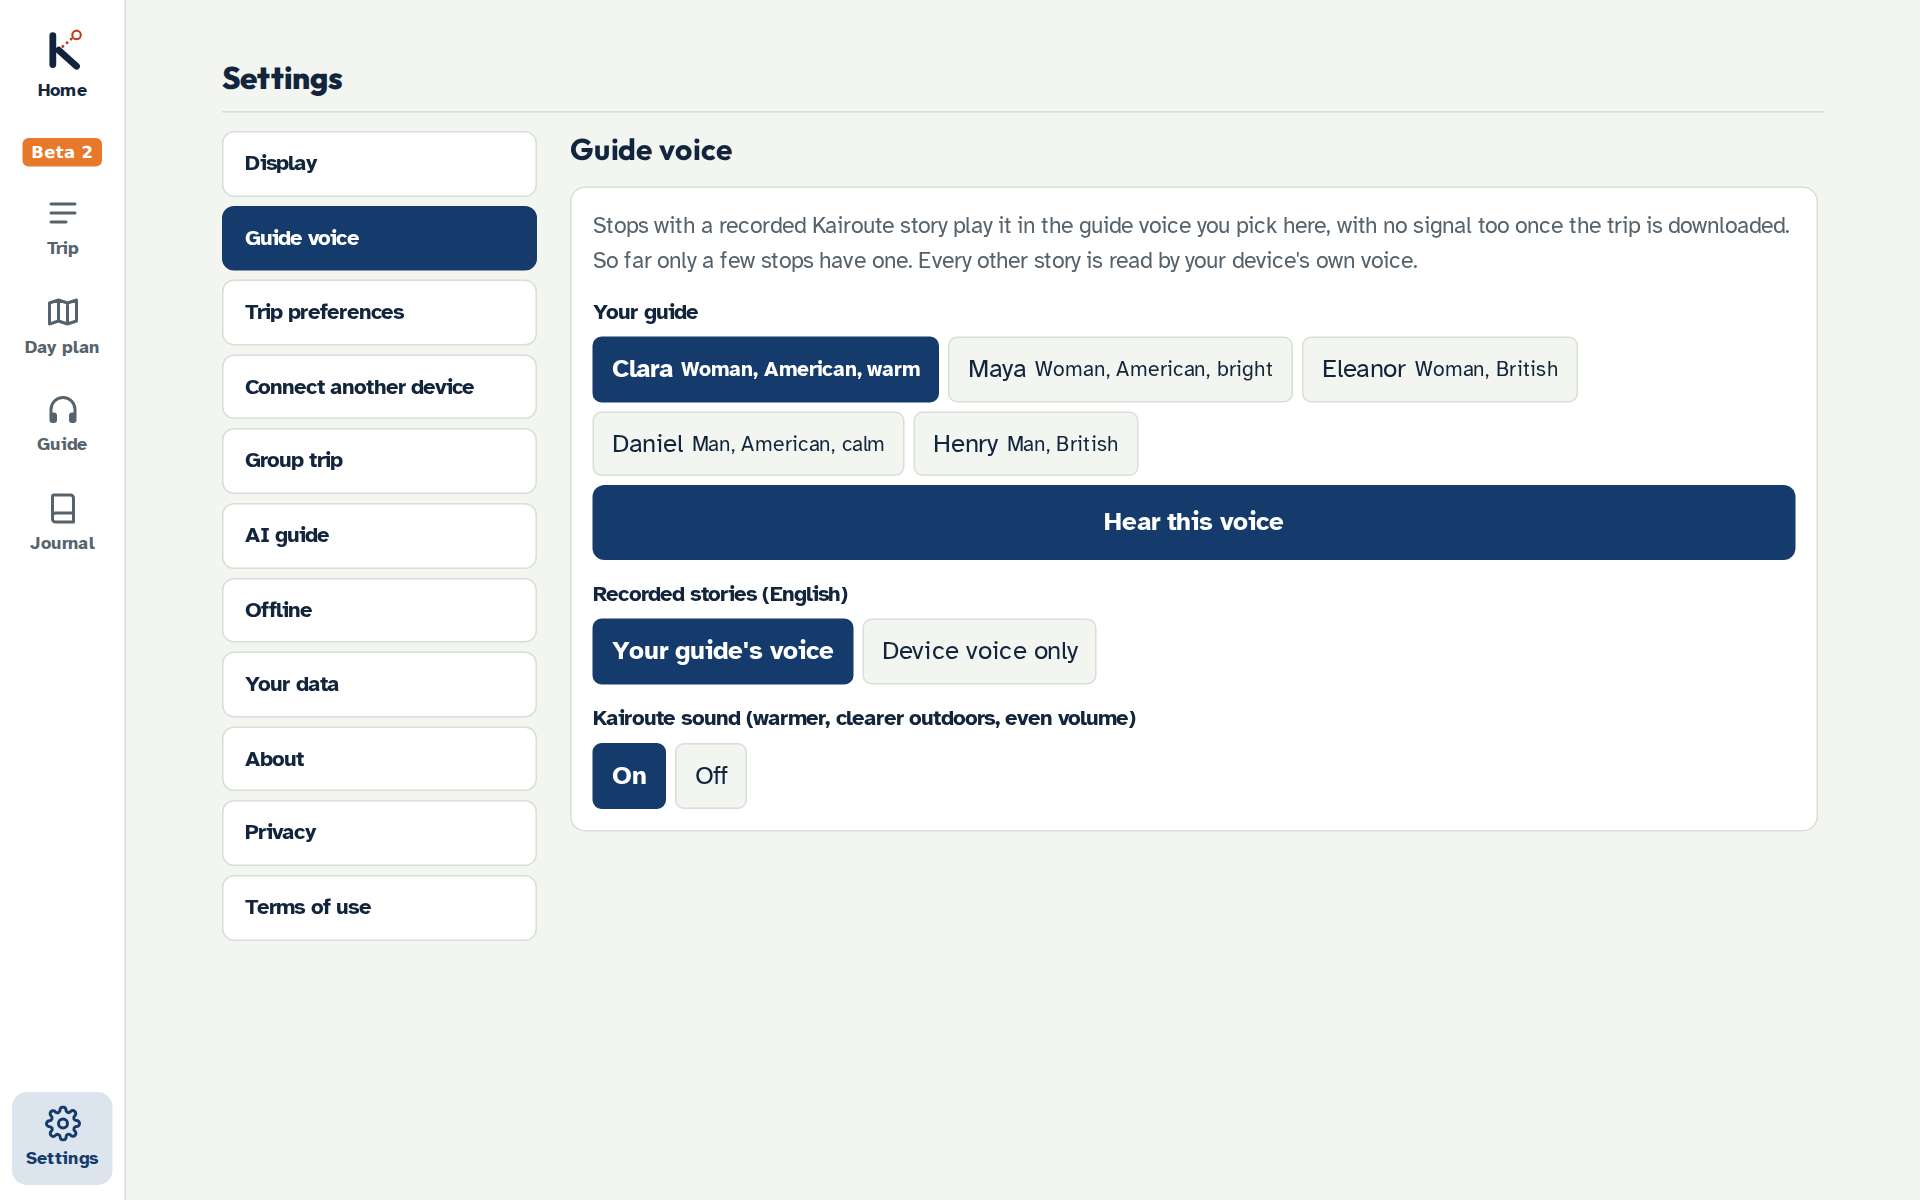 Home
Beta 2
Trip
Day plan
Guide
Journal
Settings
Settings
Display
Guide voice
Trip preferences
Connect another device
Group trip
AI guide
Offline
Your data
About
Privacy
Terms of use
Guide voice
Stops with a recorded Kairoute story play it in the guide voice you pick here, with no signal too once the trip is downloaded.
So far only a few stops have one. Every other story is read by your device's own voice.
Your guide
Clara Woman, American, warm
Maya Woman, American, bright
Eleanor Woman, British
Daniel Man, American, calm
Henry Man, British
Hear this voice
Recorded stories (English)
Your guide's voice
Device voice only
Kairoute sound (warmer, clearer outdoors, even volume)
On
Off